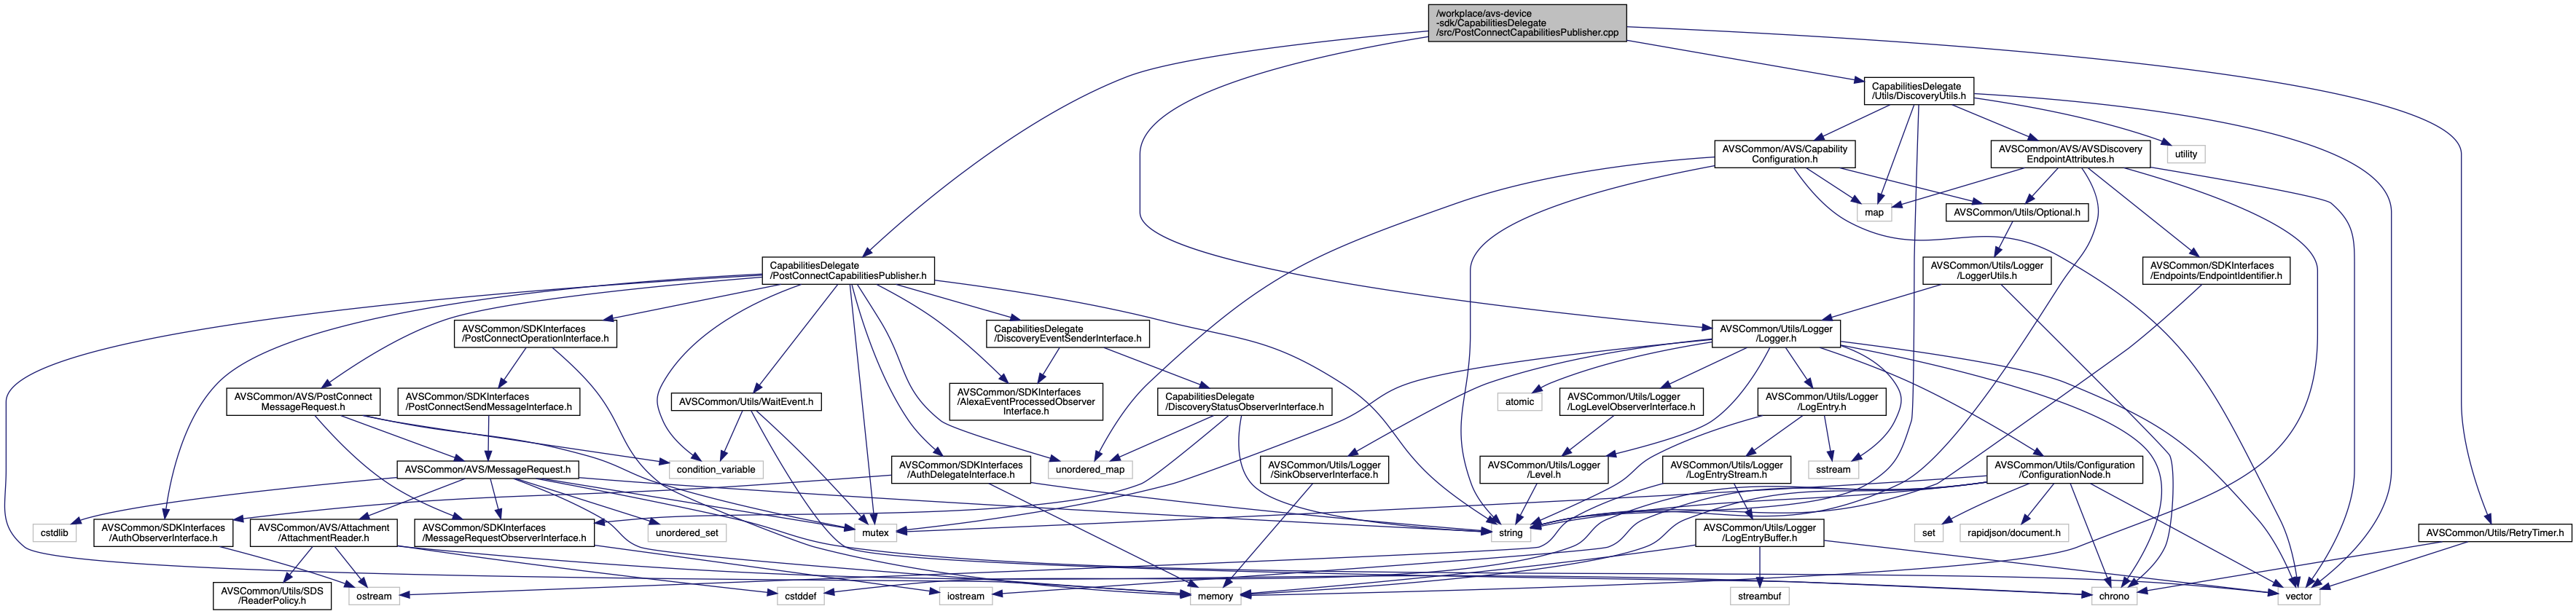 /workplace/avs-device
-sdk/CapabilitiesDelegate
/src/PostConnectCapabilitiesPublisher.cpp
CapabilitiesDelegate
/Utils/DiscoveryUtils.h
AVSCommon/AVS/Capability
Configuration.h
AVSCommon/AVS/AVSDiscovery
EndpointAttributes.h
utility
map
AVSCommon/Utils/Optional.h
CapabilitiesDelegate
/PostConnectCapabilitiesPublisher.h
AVSCommon/Utils/Logger
/LoggerUtils.h
AVSCommon/SDKInterfaces
/Endpoints/EndpointIdentifier.h
AVSCommon/SDKInterfaces
/PostConnectOperationInterface.h
CapabilitiesDelegate
/DiscoveryEventSenderInterface.h
AVSCommon/Utils/Logger
/Logger.h
AVSCommon/AVS/PostConnect
MessageRequest.h
AVSCommon/SDKInterfaces
/PostConnectSendMessageInterface.h
AVSCommon/Utils/WaitEvent.h
AVSCommon/SDKInterfaces
/AlexaEventProcessedObserver
Interface.h
CapabilitiesDelegate
/DiscoveryStatusObserverInterface.h
atomic
AVSCommon/Utils/Logger
/LogLevelObserverInterface.h
AVSCommon/Utils/Logger
/LogEntry.h
AVSCommon/AVS/MessageRequest.h
condition_variable
AVSCommon/SDKInterfaces
/AuthDelegateInterface.h
unordered_map
AVSCommon/Utils/Logger
/SinkObserverInterface.h
AVSCommon/Utils/Logger
/Level.h
AVSCommon/Utils/Logger
/LogEntryStream.h
sstream
AVSCommon/Utils/Configuration
/ConfigurationNode.h
cstdlib
AVSCommon/SDKInterfaces
/AuthObserverInterface.h
AVSCommon/AVS/Attachment
/AttachmentReader.h
AVSCommon/SDKInterfaces
/MessageRequestObserverInterface.h
unordered_set
mutex
string
AVSCommon/Utils/Logger
/LogEntryBuffer.h
set
rapidjson/document.h
AVSCommon/Utils/RetryTimer.h
AVSCommon/Utils/SDS
/ReaderPolicy.h
ostream
cstddef
iostream
memory
streambuf
chrono
vector